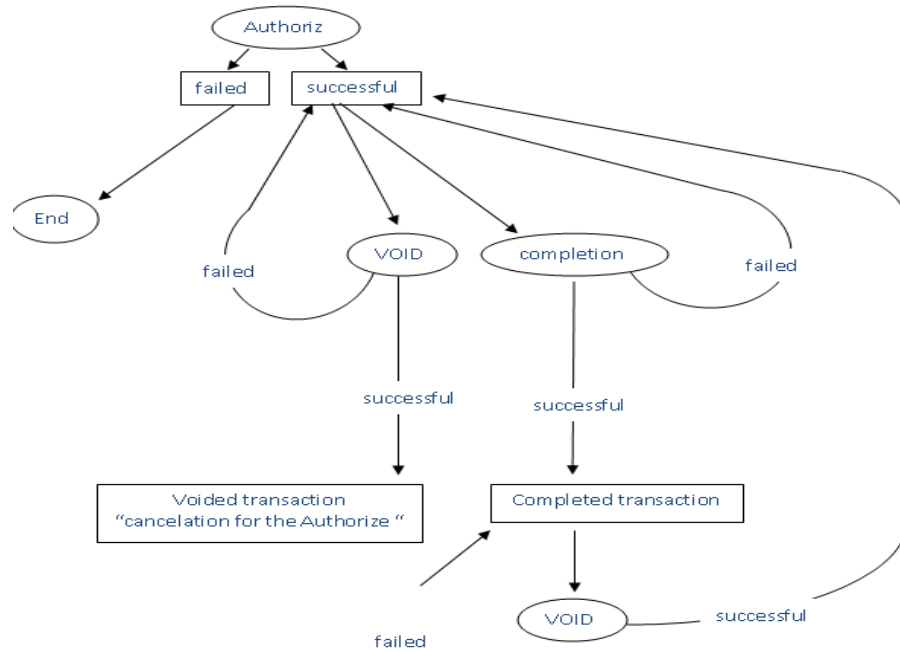 Authoriz
failed
successful
End
VOID
completion
failed
failed
successful
successful
Voided transaction
“cancelation for the Authorize “
Completed transaction
VOID
successful
failed